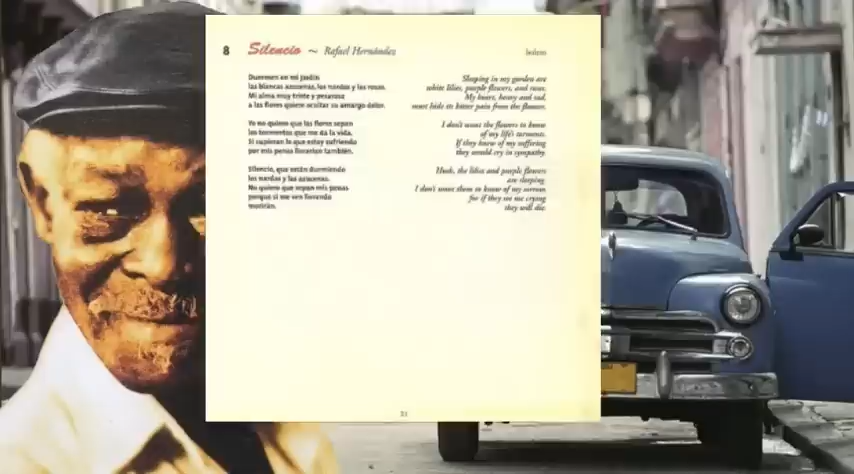 8 Silencio ~ Rafael Hernández bolero
Duermen en mi jardín
las blancas azucenas, los nardos y las rosas.
Mi alma muy triste y pesarosa
a las flores quiere ocultar su amargo dolor.
Yo no quiero que las flores sepan
los tormentos que me da la vida.
Si supieran lo que estoy sufriendo
por mis penas llorarían también.
Silencio, que están durmiendo
los nardos y las azucenas.
No quiero que sepan mis penas
porque si me ven llorando
morirán.
Sleeping in my garden are
white lilies, purple flowers, and roses.
My heart, heavy and sad,
must hide its bitter pain from the flowers.
I don't want the flowers to know
of my life's torments.
If they knew of my suffering
they would cry in sympathy.
Hush, the lilies and purple flowers
are sleeping.
I don't want them to know of my sorrow
for if they see me crying
they will die.